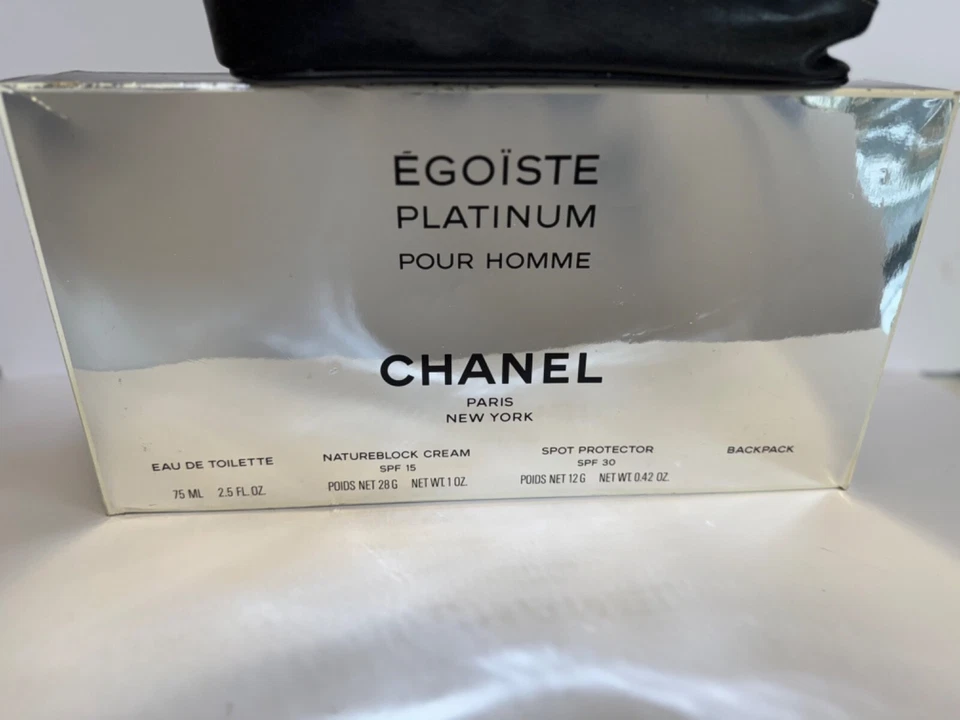 ÉGOÏSTE
PLATINUM
POUR HOMME
CHANEL
PARIS
NEW YORK
EAU DE TOILETTE
75 ML 2.5 FL. OZ.
NATUREBLOCK CREAM
SPF 15
POIDS NET 28 G NET WT. 1 OZ.
SPOT PROTECTOR
SPF 30
POIDS NET 12 G NET WT. 0.42 OZ.
BACKPACK